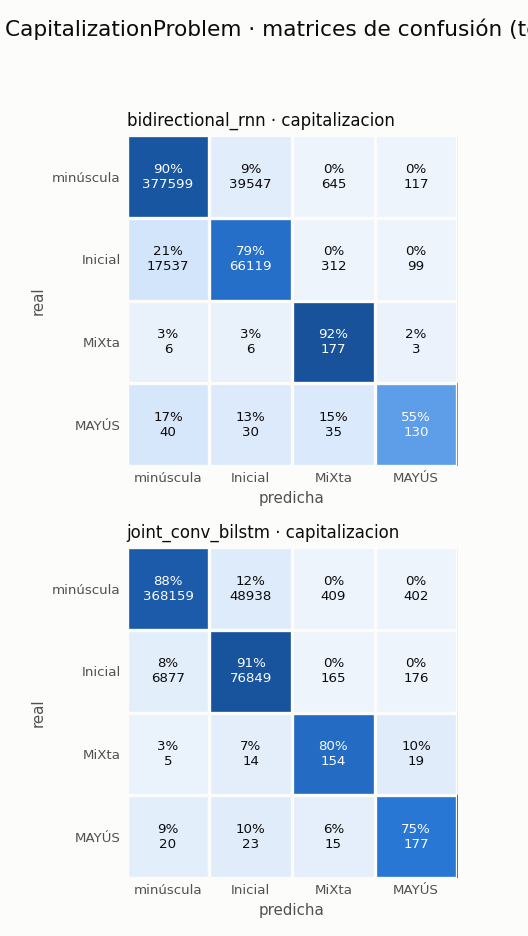 CapitalizationProblem · matrices de confusión (t
bidirectional_rnn · capitalizacion
90% 9% 0% 0%
minúscula 377599 39547 645 117
21% 79% 0% 0%
Inicial 17537 66119 312 99
3% 3% 92% 2%
MiXta 6 6 177 3
17% 13% 15% 55%
MAYÚS 40 30 35 130
real
minúscula Inicial MiXta MAYÚS
predicha
joint_conv_bilstm · capitalizacion
88% 12% 0% 0%
minúscula 368159 48938 409 402
8% 91% 0% 0%
Inicial 6877 76849 165 176
3% 7% 80% 10%
MiXta 5 14 154 19
9% 10% 6% 75%
MAYÚS 20 23 15 177
real
minúscula Inicial MiXta MAYÚS
predicha